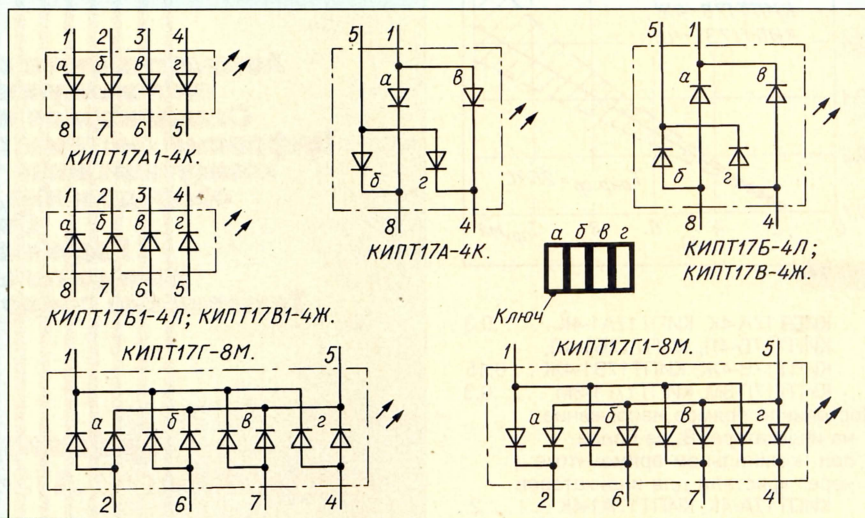 1 2 3 4
а б в г
8 7 6 5
КИПТ17А1-4К.
1 2 3 4
а б в г
8 7 6 5
КИПТ17Б1-4Л; КИПТ17В1-4Ж.
5 1
а в
б г
8 4
КИПТ17А-4К.
5 1
а в
б г
8 4
КИПТ17Б-4Л;
КИПТ17В-4Ж.
а б в г
Ключ
КИПТ17Г-8М.
1 5
а б в г
2 6 7 4
КИПТ17Г1-8М.
1 5
а б в г
2 6 7 4